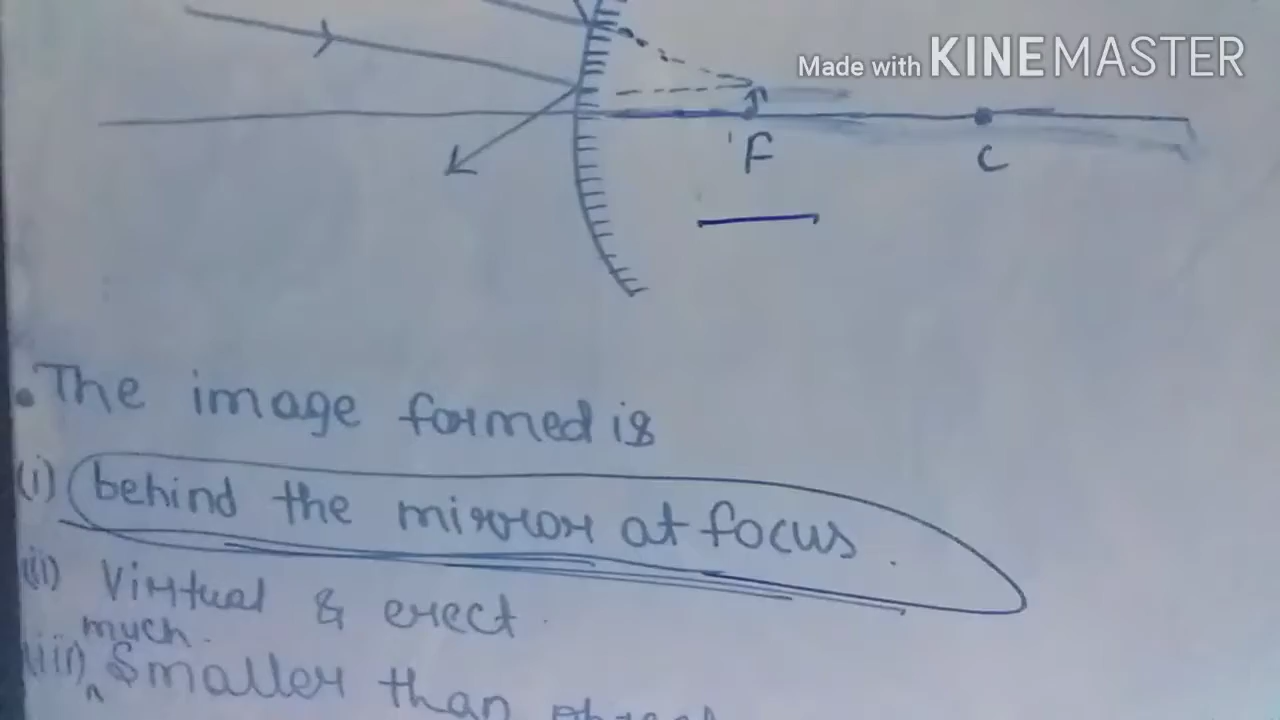 Made with KINEMASTER
F
C
. The image formed is
(i) behind the mirror at focus.
(ii) Virtual & erect.
much.
(iii) ^ Smaller than object